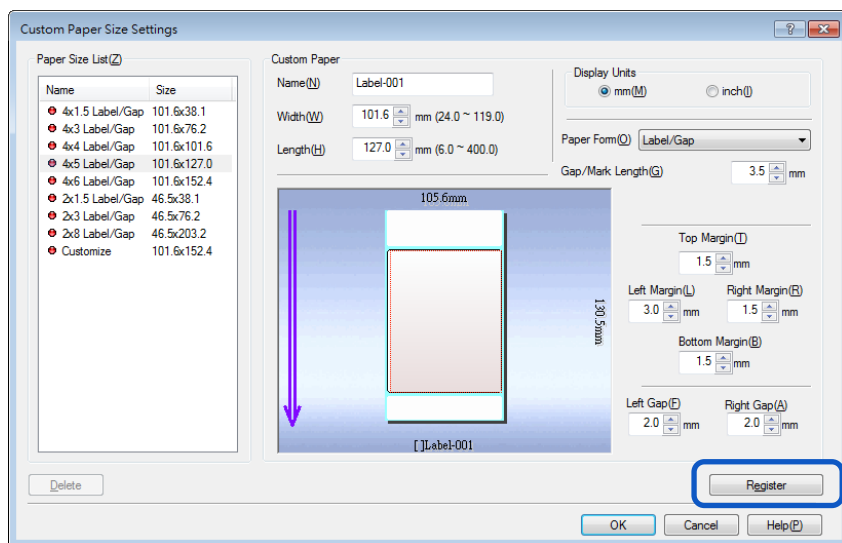 Custom Paper Size Settings
Paper Size List(Z)
Name Size
4x1.5 Label/Gap 101.6x38.1
4x3 Label/Gap 101.6x76.2
4x4 Label/Gap 101.6x101.6
4x5 Label/Gap 101.6x127.0
4x6 Label/Gap 101.6x152.4
2x1.5 Label/Gap 46.5x38.1
2x3 Label/Gap 46.5x76.2
2x8 Label/Gap 46.5x203.2
Customize 101.6x152.4
Delete
Custom Paper
Name(N) Label-001
Width(W) 101.6 mm (24.0 ~ 119.0)
Length(H) 127.0 mm (6.0 ~ 400.0)
105.6mm
130.5mm
[ ]Label-001
Display Units
mm(M) inch(I)
Paper Form(O) Label/Gap
Gap/Mark Length(G) 3.5 mm
Top Margin(T)
1.5 mm
Left Margin(L) Right Margin(R)
3.0 mm 1.5 mm
Bottom Margin(B)
1.5 mm
Left Gap(F) Right Gap(A)
2.0 mm 2.0 mm
Register
OK Cancel Help(P)